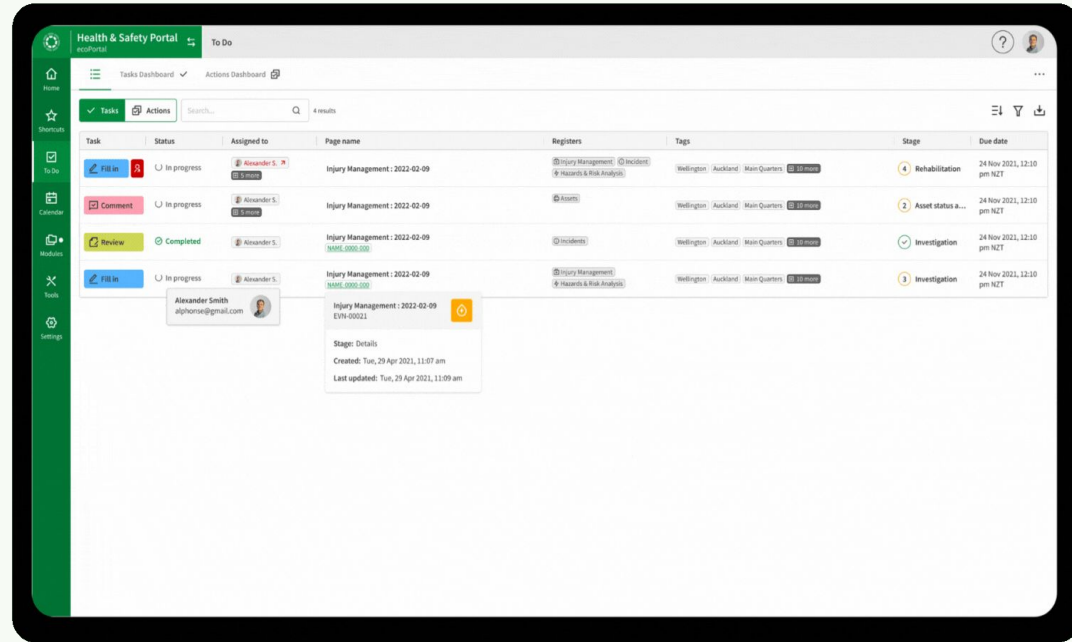 Health & Safety Portal
ecoPortal
To Do
?
Home
Shortcuts
To Do
Calendar
Modules
Tools
Settings
Tasks Dashboard
Actions Dashboard
Tasks
Actions
Search...
4 results
Task Status Assigned to Page name Registers Tags Stage Due date
Fill in In progress Alexander S. Injury Management : 2022-02-09 Injury Management Incident Wellington Auckland Main Quarters 10 more 4 Rehabilitation 24 Nov 2021, 12:10
5 more Hazards & Risk Analysis pm NZT
Comment In progress Alexander S. Injury Management : 2022-02-09 Assets Wellington Auckland Main Quarters 10 more 2 Asset status a... 24 Nov 2021, 12:10
5 more pm NZT
Review Completed Alexander S. Injury Management : 2022-02-09 Incidents Wellington Auckland Main Quarters 10 more Investigation 24 Nov 2021, 12:10
NAME-0000-000 pm NZT
Fill in In progress Alexander S. Injury Management : 2022-02-09 Injury Management Wellington Auckland Main Quarters 10 more 3 Investigation 24 Nov 2021, 12:10
NAME-0000-000 Hazards & Risk Analysis pm NZT
Alexander Smith
alphonse@gmail.com
Injury Management : 2022-02-09
EVN-00021
Stage: Details
Created: Tue, 29 Apr 2021, 11:07 am
Last updated: Tue, 29 Apr 2021, 11:09 am